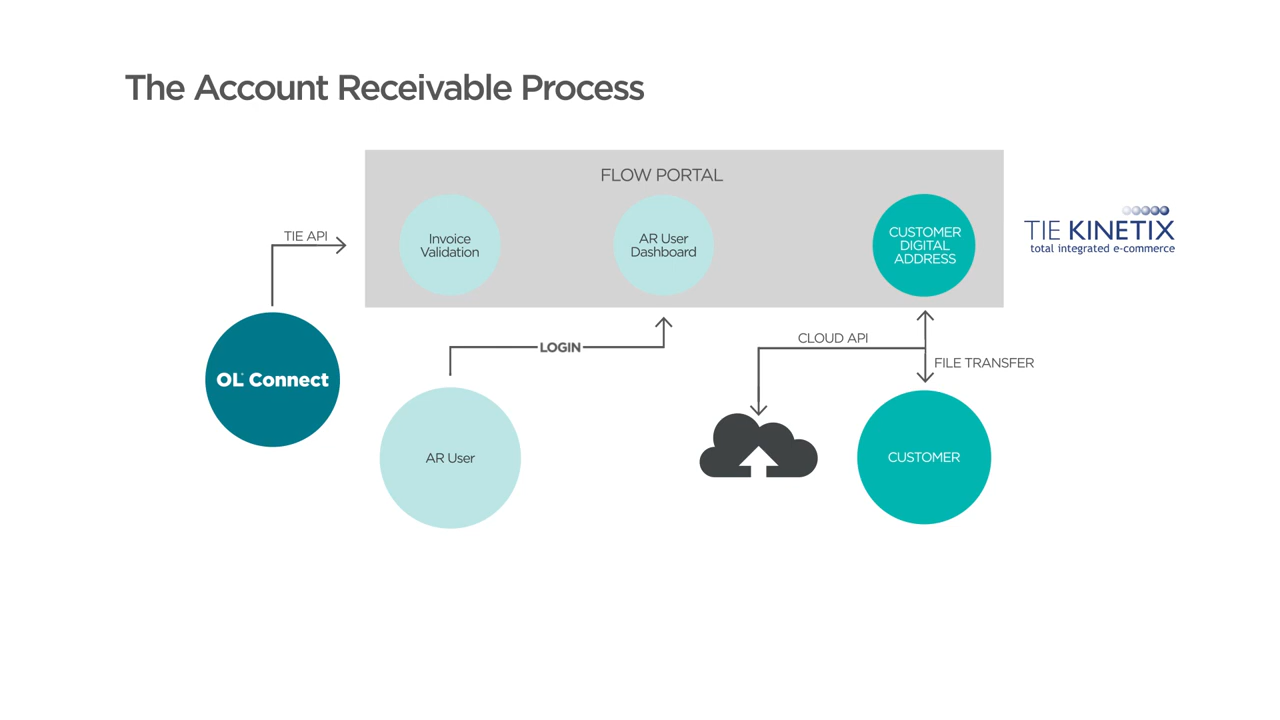 The Account Receivable Process
FLOW PORTAL
TIE API
Invoice
Validation
AR User
Dashboard
CUSTOMER
DIGITAL
ADDRESS
TIE KINETIX
total integrated e-commerce
LOGIN
CLOUD API
FILE TRANSFER
OL® Connect
AR User
CUSTOMER